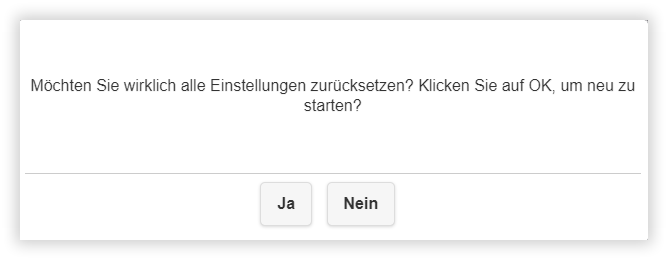 Möchten Sie wirklich alle Einstellungen zurücksetzen? Klicken Sie auf OK, um neu zu
starten?
Ja Nein